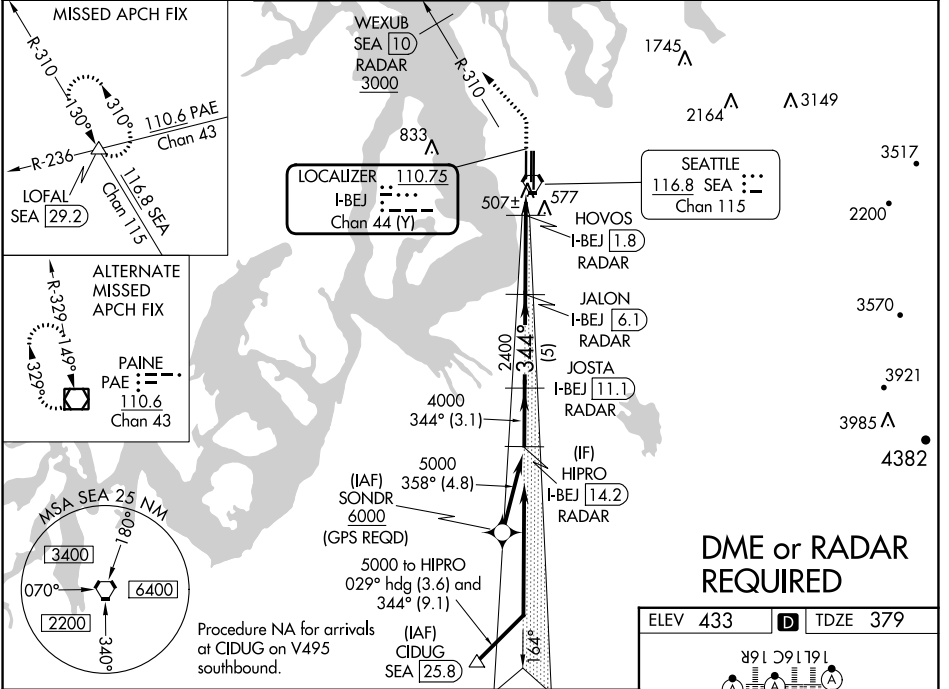 MISSED APCH FIX
R-310
130°
310°
110.6 PAE
Chan 43
R-236
116.8 SEA
Chan 115
LOFAL
SEA 29.2
ALTERNATE
MISSED
APCH FIX
R-329
149°
329°
PAINE
PAE
110.6
Chan 43
MSA SEA 25 NM
180°
3400
070°
6400
2200
340°
Procedure NA for arrivals
at CIDUG on V495
southbound.
WEXUB
SEA 10
RADAR
3000
R-310
833
LOCALIZER 110.75
I-BEJ
Chan 44 (Y)
507±
577
SEATTLE
116.8 SEA
Chan 115
1745
2164
3149
3517
2200
3570
3921
3985
4382
HOVOS
I-BEJ 1.8
RADAR
JALON
I-BEJ 6.1
RADAR
2400
344°
(5)
JOSTA
I-BEJ 11.1
RADAR
4000
344° (3.1)
(IF)
HIPRO
I-BEJ 14.2
RADAR
5000
358° (4.8)
(IAF)
SONDR
6000
(GPS REQD)
5000 to HIPRO
029° hdg (3.6) and
344° (9.1)
(IAF)
CIDUG
SEA 25.8
164°
DME or RADAR
REQUIRED
ELEV 433
D
TDZE 379
16R
16C
16L
A
A
A